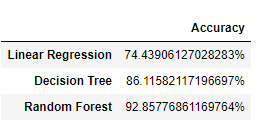 Accuracy
Linear Regression 74.43906127028283%
Decision Tree 86.11582117196697%
Random Forest 92.85776861169764%